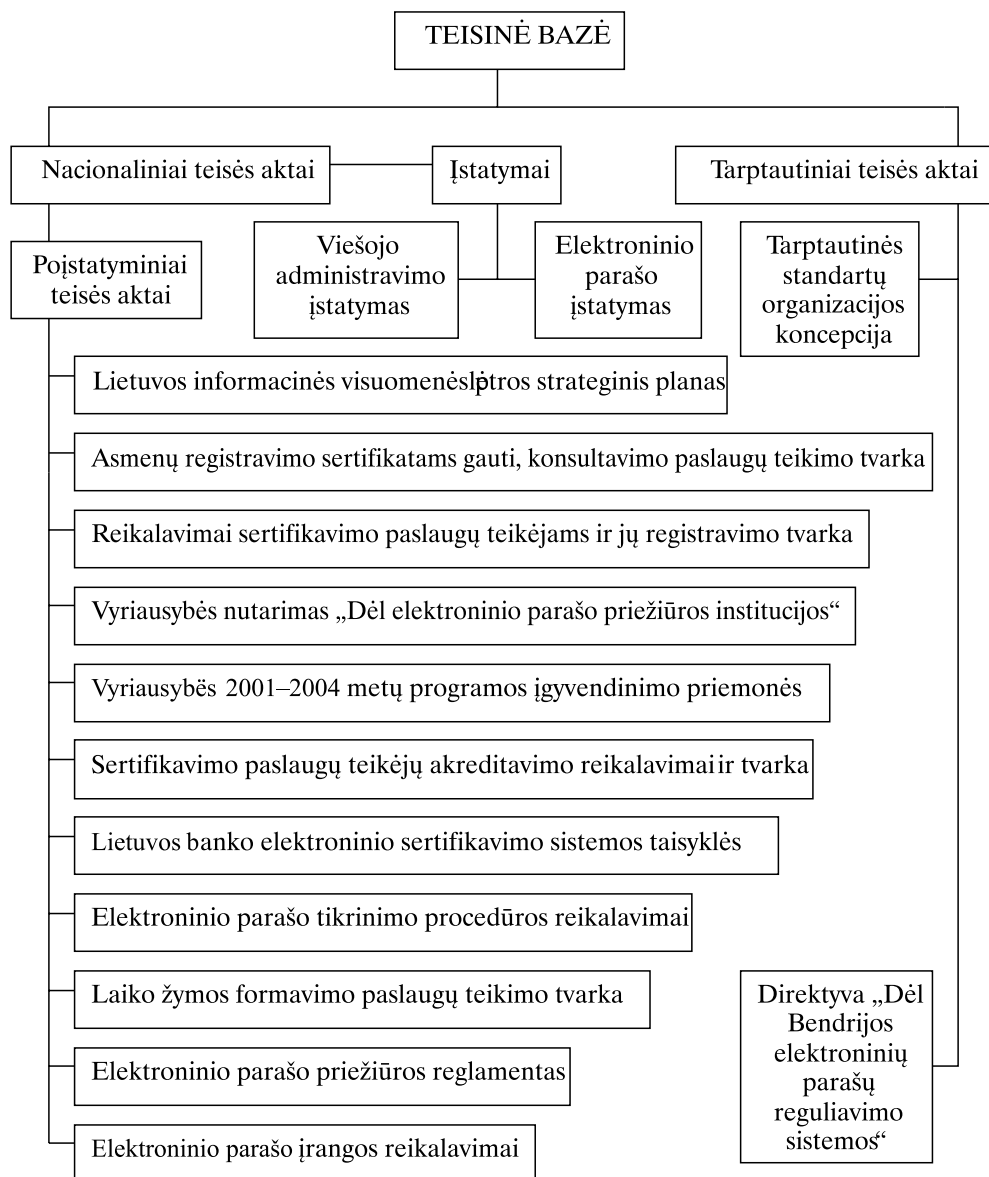 TEISINĖ BAZĖ
Nacionaliniai teisės aktai
Įstatymai
Tarptautiniai teisės aktai
Poįstatyminiai
teisės aktai
Viešojo
administravimo
įstatymas
Elektroninio
parašo
įstatymas
Tarptautinės
standartų
organizacijos
koncepcija
Lietuvos informacinės visuomenės plėtros strateginis planas
Asmenų registravimo sertifikatams gauti, konsultavimo paslaugų teikimo tvarka
Reikalavimai sertifikavimo paslaugų teikėjams ir jų registravimo tvarka
Vyriausybės nutarimas „Dėl elektroninio parašo priežiūros institucijos“
Vyriausybės 2001–2004 metų programos įgyvendinimo priemonės
Sertifikavimo paslaugų teikėjų akreditavimo reikalavimai ir tvarka
Lietuvos banko elektroninio sertifikavimo sistemos taisyklės
Elektroninio parašo tikrinimo procedūros reikalavimai
Laiko žymos formavimo paslaugų teikimo tvarka
Elektroninio parašo priežiūros reglamentas
Elektroninio parašo įrangos reikalavimai
Direktyva „Dėl
Bendrijos
elektroninių
parašų
reguliavimo
sistemos“